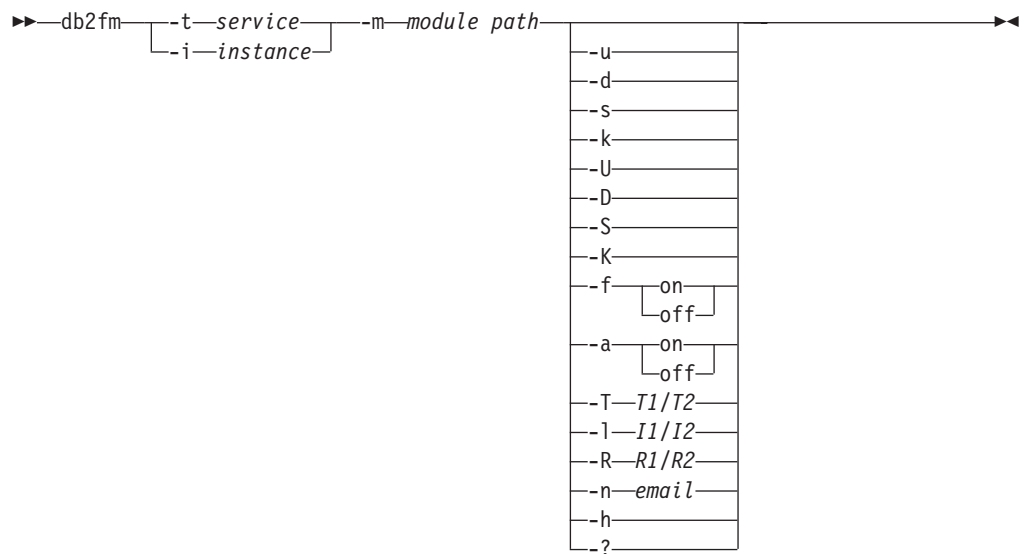 db2fm -t service -m module path
-i instance
-u
-d
-s
-k
-U
-D
-S
-K
-f on
off
-a on
off
-T T1/T2
-l I1/I2
-R R1/R2
-n email
-h
-?